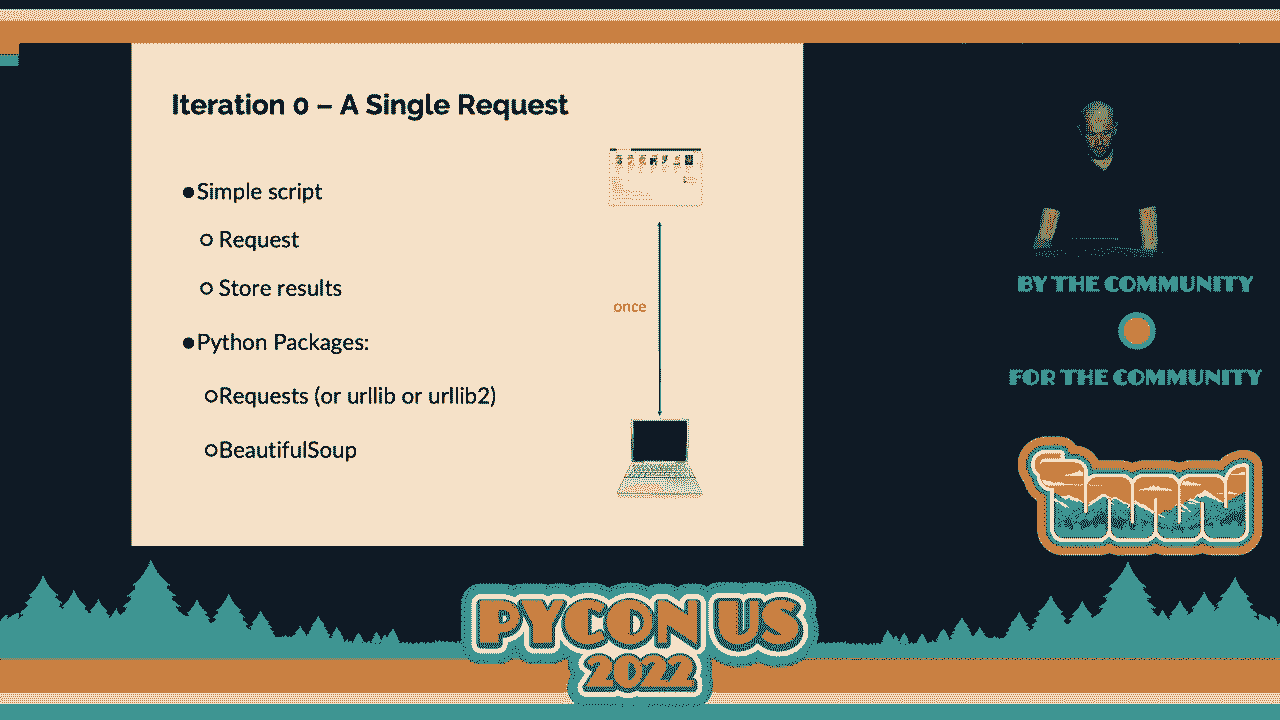 Iteration 0 – A Single Request
●Simple script
○ Request
○ Store results
●Python Packages:
○Requests (or urllib or urllib2)
○BeautifulSoup
once
BY THE COMMUNITY
FOR THE COMMUNITY
PYCON US
2022